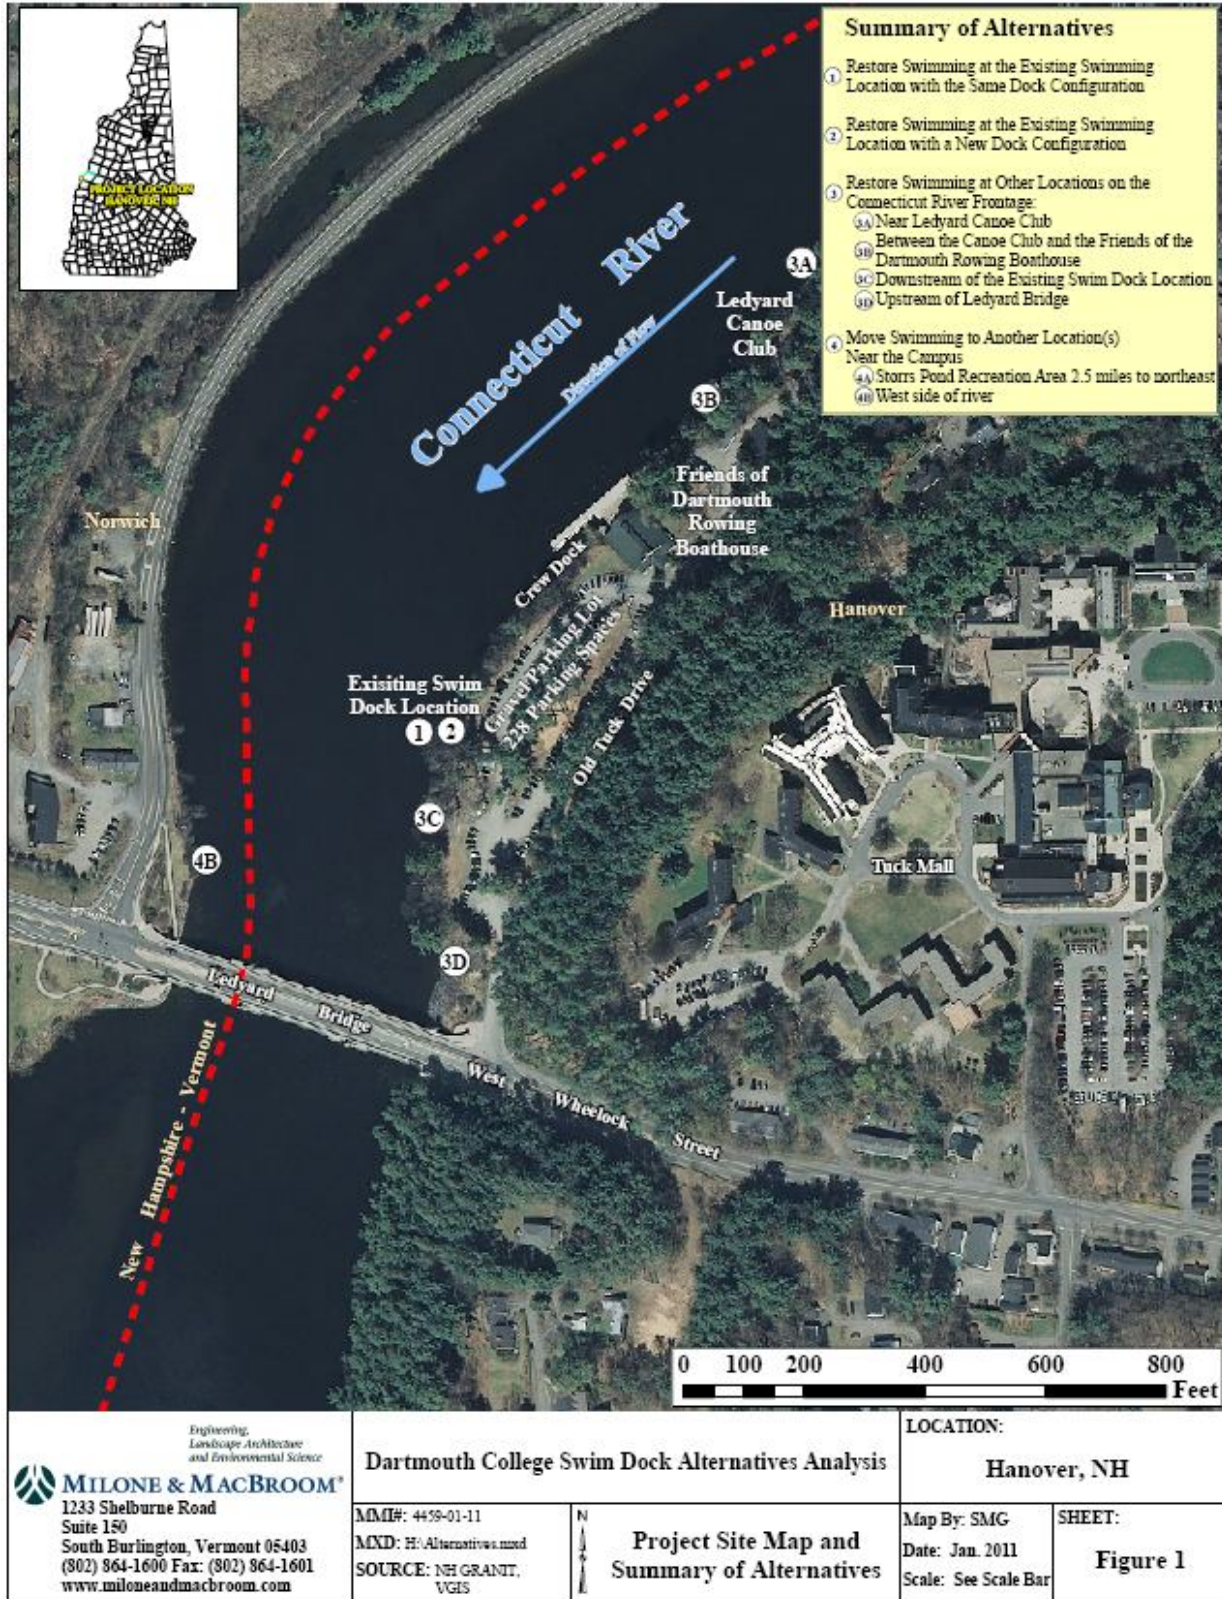 PROJECT LOCATION
HANOVER, NH
Summary of Alternatives
1 Restore Swimming at the Existing Swimming
Location with the Same Dock Configuration
2 Restore Swimming at the Existing Swimming
Location with a New Dock Configuration
3 Restore Swimming at Other Locations on the
Connecticut River Frontage:
3A Near Ledyard Canoe Club
3B Between the Canoe Club and the Friends of the
Dartmouth Rowing Boathouse
3C Downstream of the Existing Swim Dock Location
3D Upstream of Ledyard Bridge
4 Move Swimming to Another Location(s)
Near the Campus
4A Storrs Pond Recreation Area 2.5 miles to northeast
4B West side of river
Connecticut River
Direction of Flow
3A
Ledyard
Canoe
Club
3B
Friends of
Dartmouth
Rowing
Boathouse
Norwich
Crew Dock
Hanover
Gravel Parking Lot
228 Parking Spaces
Old Tuck Drive
Exisiting Swim
Dock Location
1 2
3C
4B
Tuck Mall
3D
Ledyard Bridge
West Wheelock Street
New Hampshire - Vermont
0 100 200 400 600 800
Feet
Engineering,
Landscape Architecture
and Environmental Science
MILONE & MACBROOM®
1233 Shelburne Road
Suite 150
South Burlington, Vermont 05403
(802) 864-1600 Fax: (802) 864-1601
www.miloneandmacbroom.com
Dartmouth College Swim Dock Alternatives Analysis
MMI#: 4459-01-11
MXD: H:\Alternatives.mxd
SOURCE: NH GRANIT,
VGIS
N
Project Site Map and
Summary of Alternatives
LOCATION:
Hanover, NH
Map By: SMG
Date: Jan. 2011
Scale: See Scale Bar
SHEET:
Figure 1